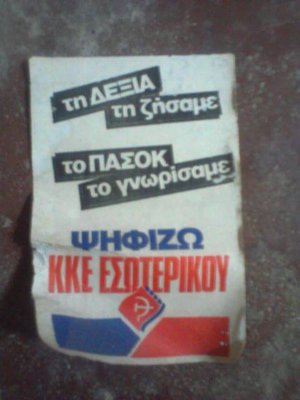 τη ΔΕΞΙΑ
τη ζήσαμε
το ΠΑΣΟΚ
το γνωρίσαμε
ΨΗΦΙΖΩ
ΚΚΕ ΕΣΩΤΕΡΙΚΟΥ